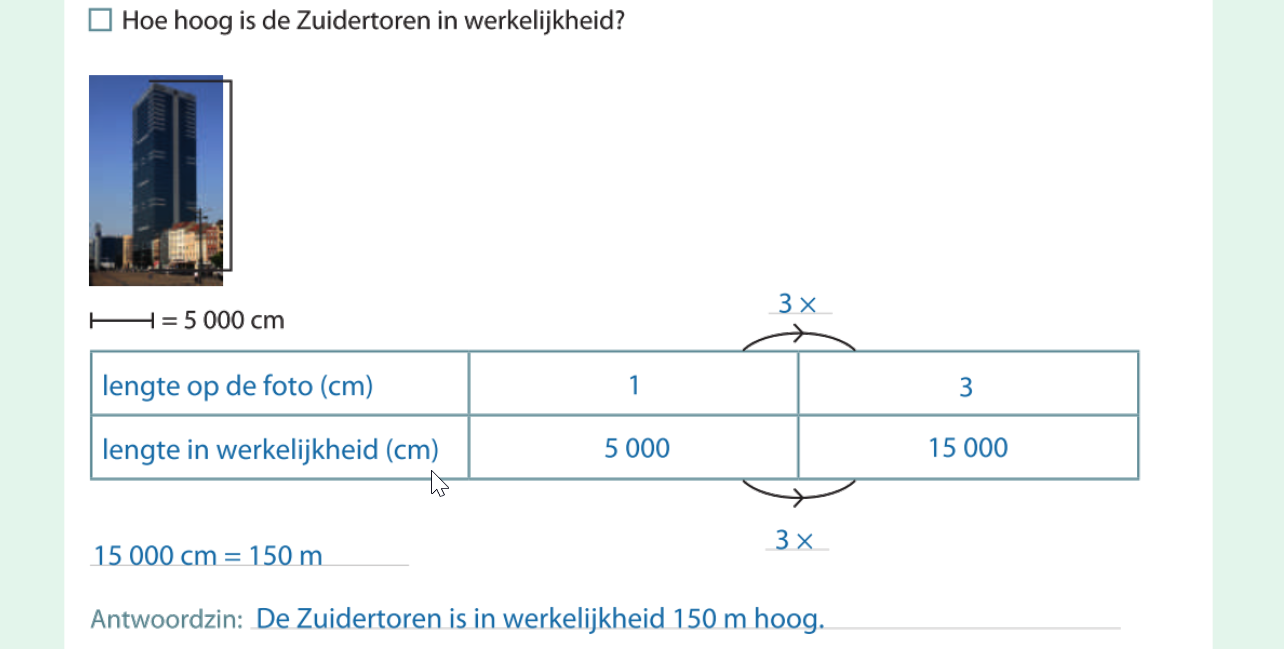 Hoe hoog is de Zuidertoren in werkelijkheid?
= 5 000 cm
3 ×
lengte op de foto (cm) 1 3
lengte in werkelijkheid (cm) 5 000 15 000
3 ×
15 000 cm = 150 m
Antwoordzin: De Zuidertoren is in werkelijkheid 150 m hoog.